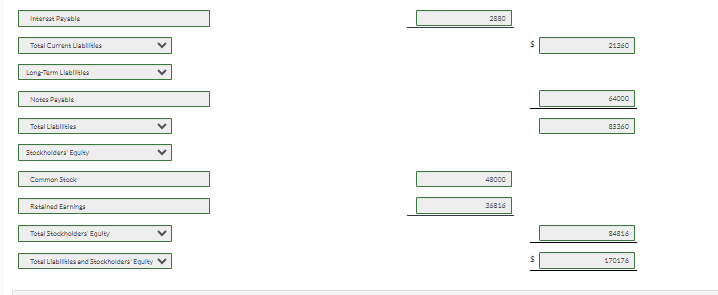 Interest Payable 2880
Total Current Liabilities $ 21360
Long-Term Liabilities
Notes Payable 64000
Total Liabilities 85360
Stockholders' Equity
Common Stock 48000
Retained Earnings 36816
Total Stockholders' Equity 84816
Total Liabilities and Stockholders' Equity $ 170176